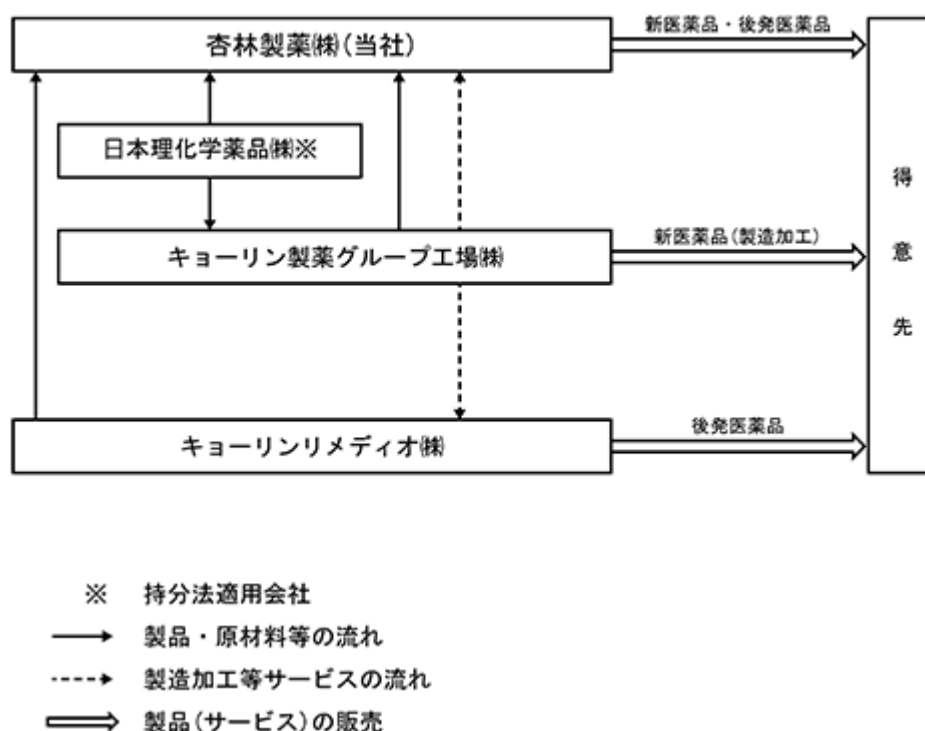 杏林製薬㈱(当社)
新医薬品・後発医薬品
日本理化学薬品㈱※
得意先
キョーリン製薬グループ工場㈱
新医薬品(製造加工)
キョーリンリメディオ㈱
後発医薬品
※ 持分法適用会社
製品・原材料等の流れ
製造加工等サービスの流れ
製品(サービス)の販売